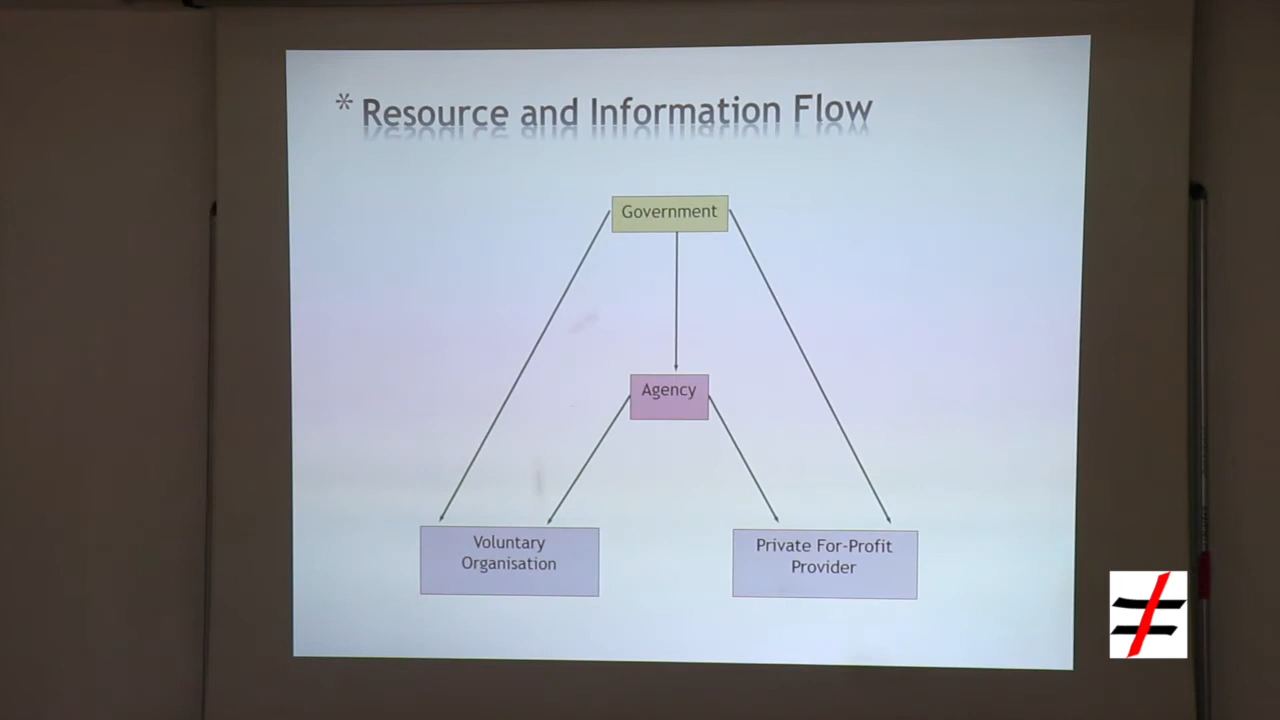 * Resource and Information Flow
Government
Agency
Voluntary
Organisation
Private For-Profit
Provider